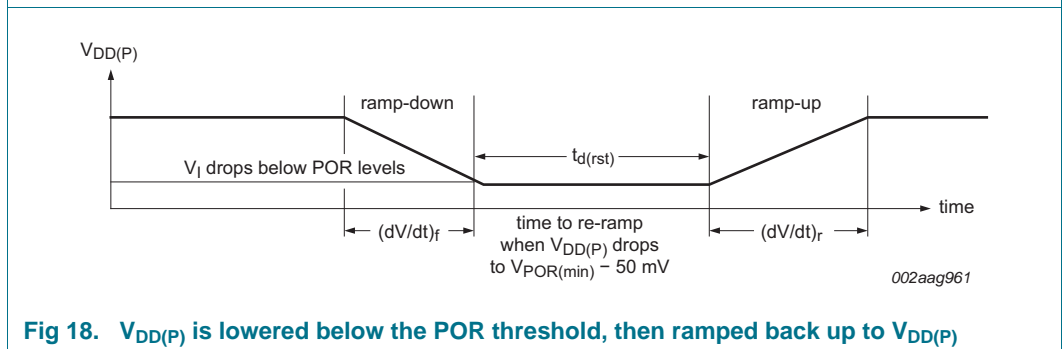 VDD(P)
ramp-down
ramp-up
td(rst)
VI drops below POR levels
time
(dV/dt)f
time to re-ramp
when VDD(P) drops
to VPOR(min) − 50 mV
(dV/dt)r
002aag961
Fig 18. VDD(P) is lowered below the POR threshold, then ramped back up to VDD(P)